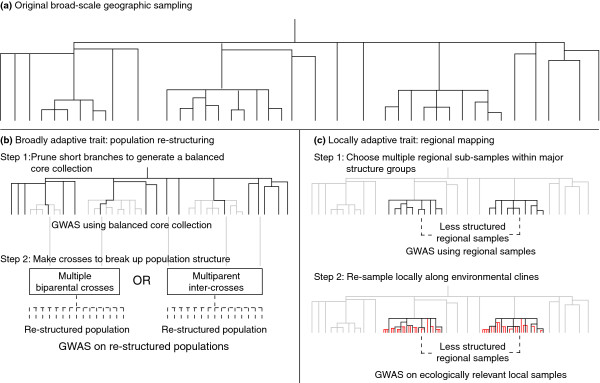 (a) Original broad-scale geographic sampling
(b) Broadly adaptive trait: population re-structuring
Step 1:Prune short branches to generate a balanced
core collection
GWAS using balanced core collection
Step 2: Make crosses to break up population structure
Multiple
biparental crosses
OR
Multiparent
inter-crosses
Re-structured population
Re-structured population
GWAS on re-structured populations
(c) Locally adaptive trait: regional mapping
Step 1: Choose multiple regional sub-samples within major
structure groups
Less structured
regional samples
GWAS using regional samples
Step 2: Re-sample locally along environmental clines
Less structured
regional samples
GWAS on ecologically relevant local samples